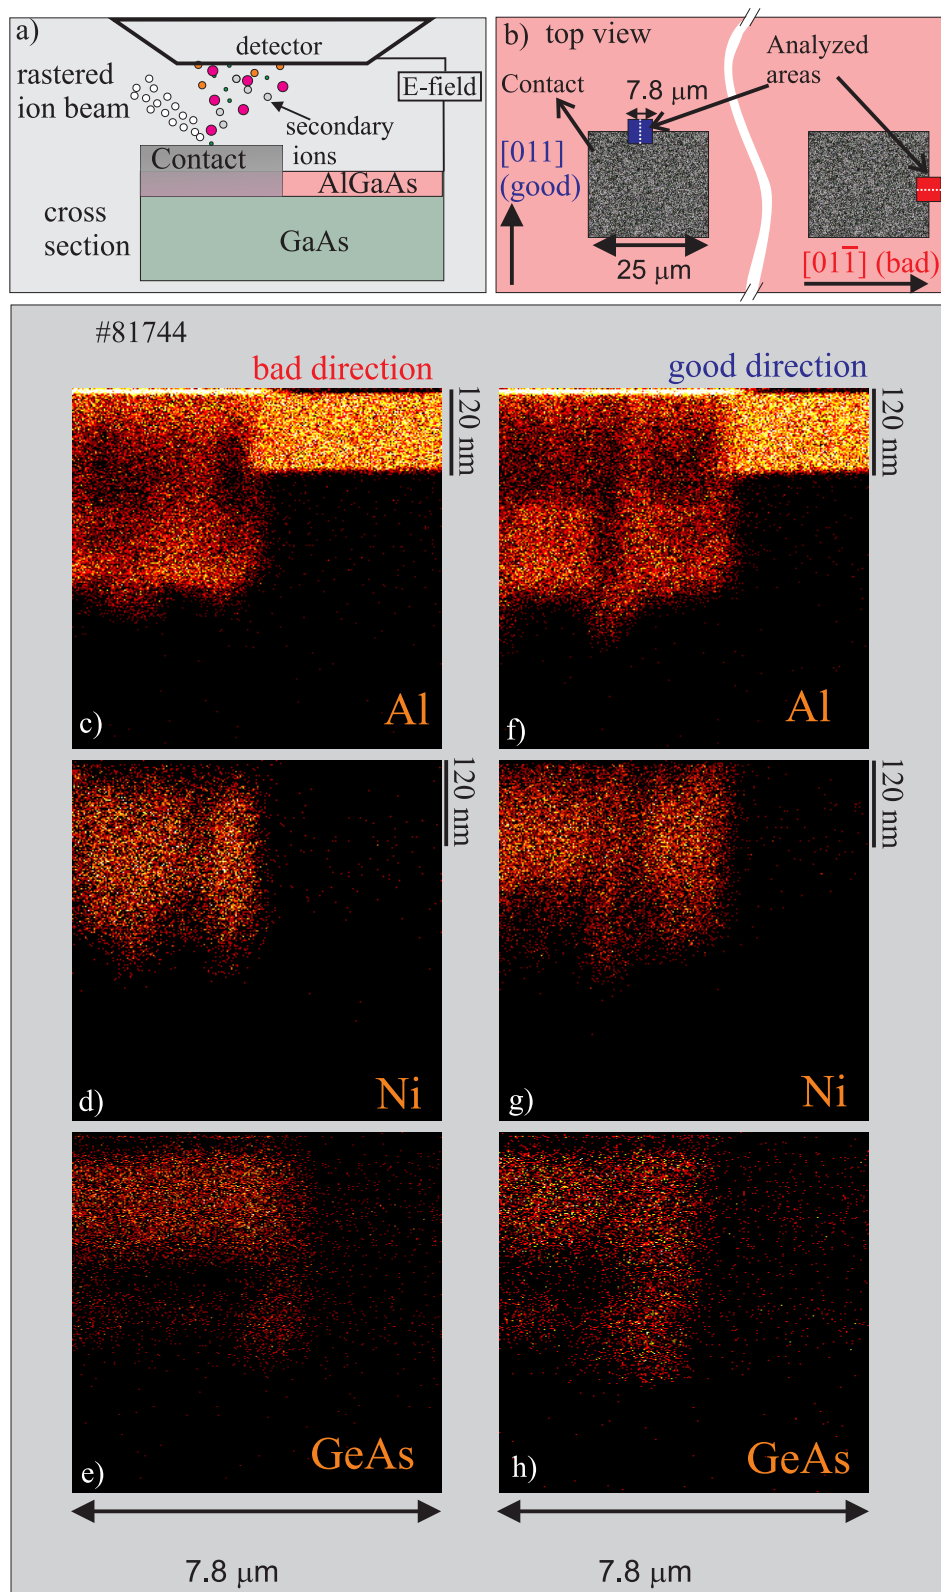 a)
detector
rastered
ion beam
E-field
secondary
ions
Contact
AlGaAs
cross
section
GaAs
b) top view
Analyzed
areas
Contact
7.8 μm
[011]
(good)
25 μm
[011̅] (bad)
#81744
bad direction
good direction
120 nm
120 nm
c)
Al
f)
Al
120 nm
120 nm
d)
Ni
g)
Ni
e)
GeAs
h)
GeAs
7.8 μm
7.8 μm